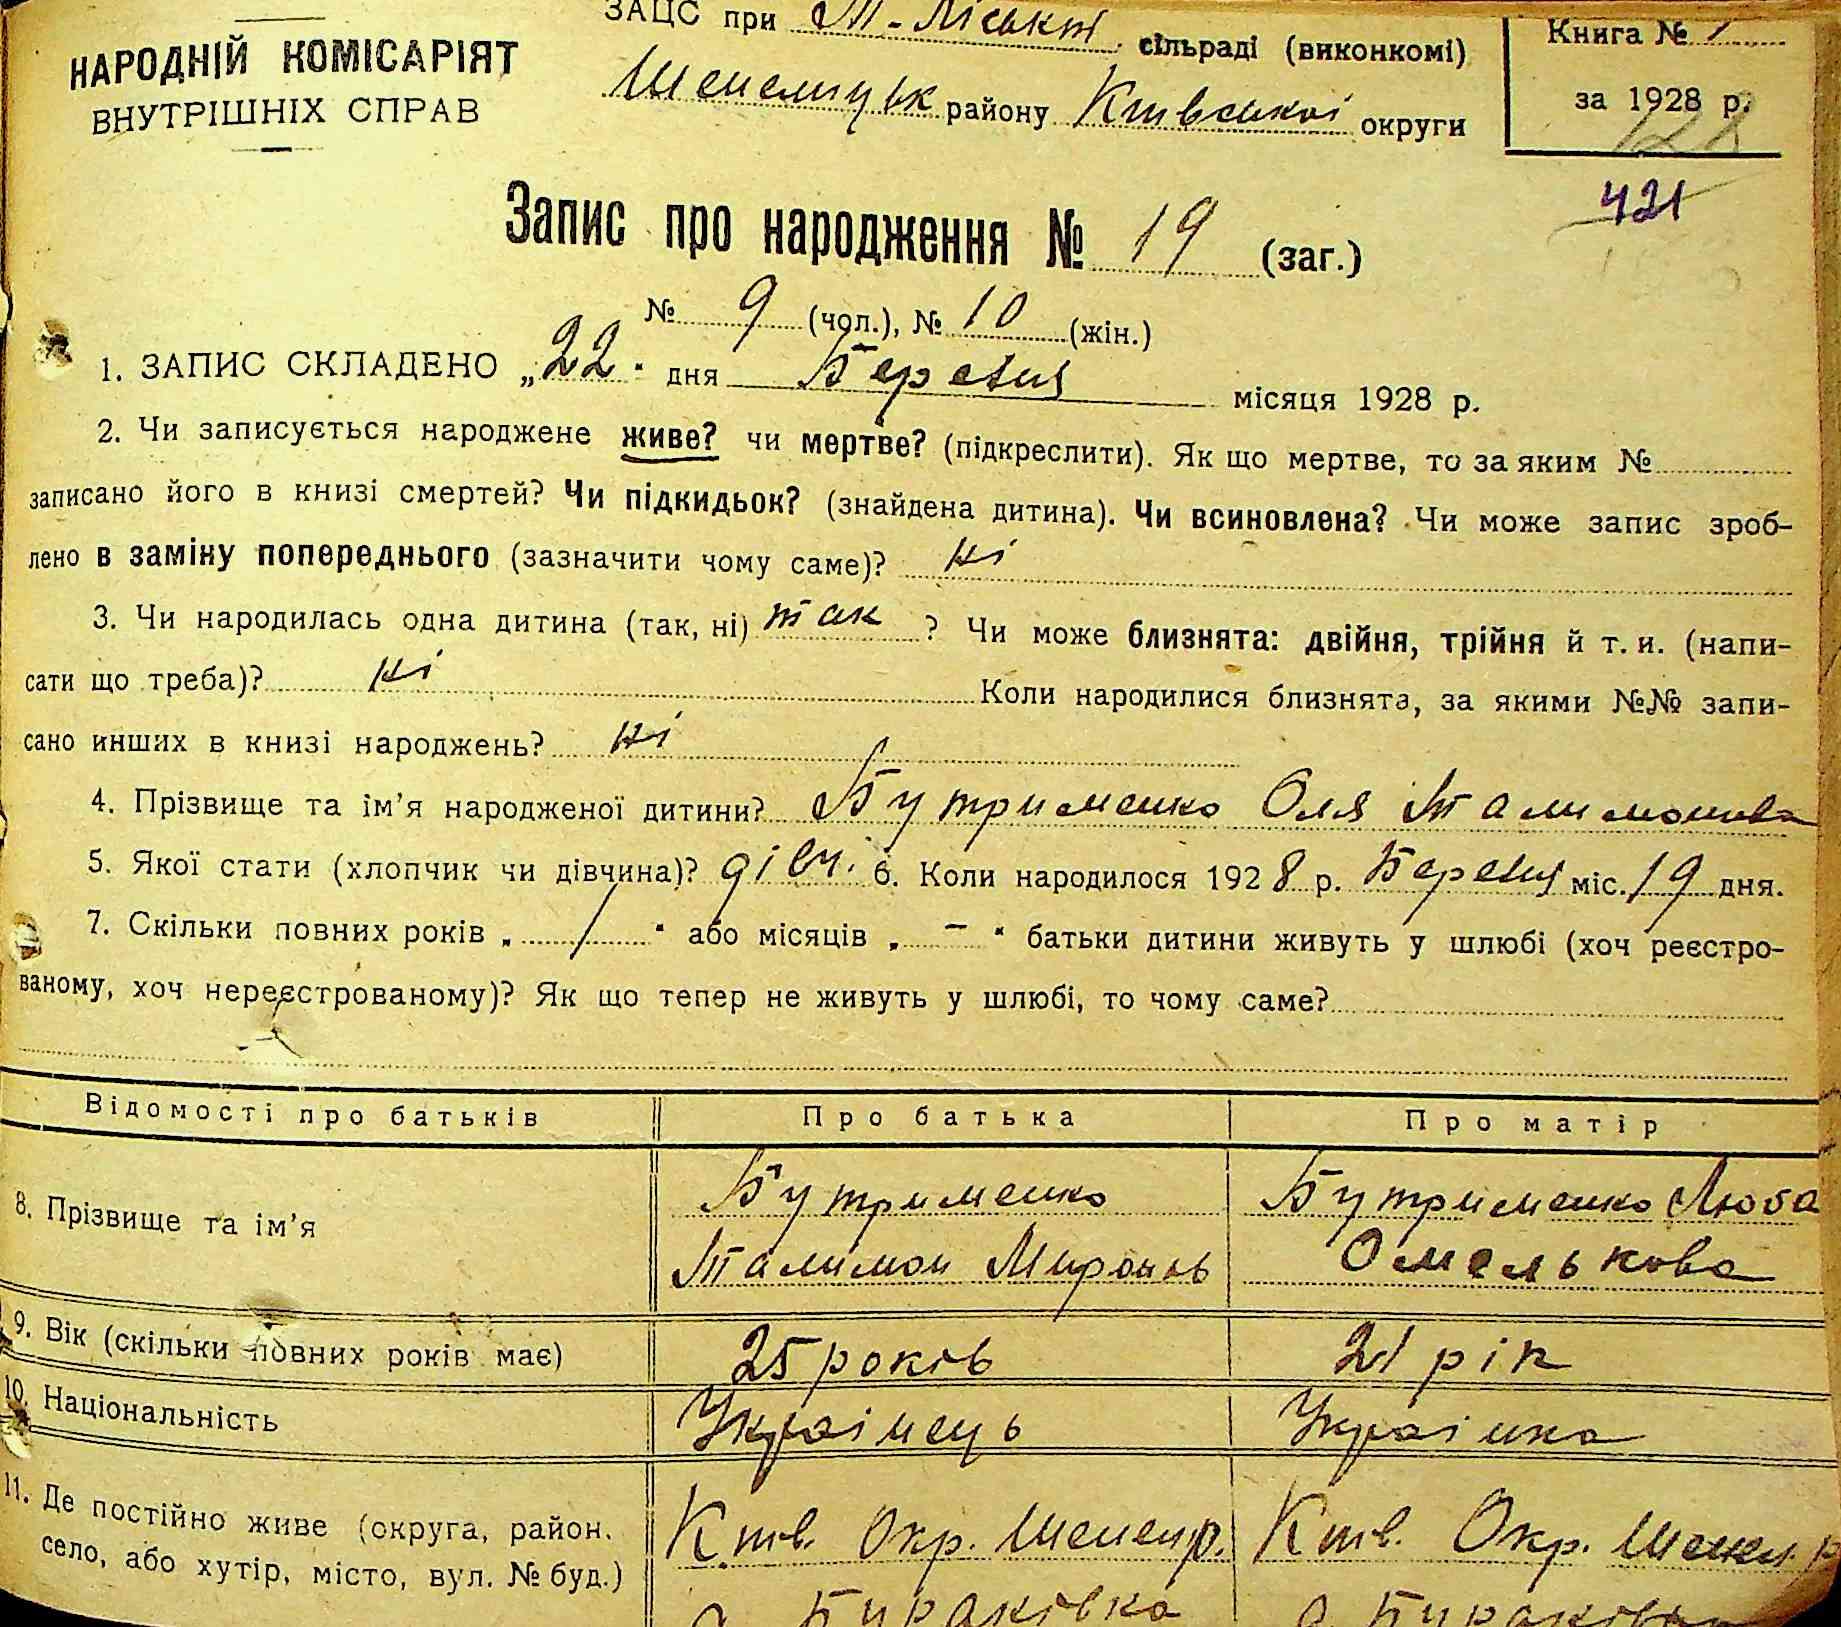 ЗАЦС при Т-Ліській сільраді (виконкомі)
НАРОДНІЙ КОМІСАРІЯТ
ВНУТРІШНІХ СПРАВ
району Київської округи
Книга № 1
за 1928 р.
128
421
Запис про народження № 19 (заг.)
№ 9 (чол.), № 10 (жін.)
1. ЗАПИС СКЛАДЕНО „22" дня Березня місяця 1928 р.
2. Чи записується народжене живе? чи мертве? (підкреслити). Як що мертве, то за яким №
записано його в книзі смертей? Чи підкидьок? (знайдена дитина). Чи всиновлена? Чи може запис зроб-
лено в заміну попереднього (зазначити чому саме)? ні
3. Чи народилась одна дитина (так, ні) так ? Чи може близнята: двійня, трійня й т. и. (напи-
сати що треба)? ні Коли народилися близнята, за якими №№ запи-
сано инших в книзі народжень? ні
4. Прізвище та ім'я народженої дитини? Бутрименко Оля Талимонова
5. Якої стати (хлопчик чи дівчина)? дівч. 6. Коли народилося 1928 р. Березня міс. 19 дня.
7. Скільки повних років „ / " або місяців „ – " батьки дитини живуть у шлюбі (хоч реєстро-
ваному, хоч нереєстрованому)? Як що тепер не живуть у шлюбі, то чому саме?
Відомості про батьків Про батька Про матір
8. Прізвище та ім'я
Бутрименко
Талимон Миронів
Бутрименко Люба
Омелькова
9. Вік (скільки повних років має) 25 років 21 рік
10. Національність Українець Українка
11. Де постійно живе (округа, район,
село, або хутір, місто, вул. № буд.)
Київ. Окр. Шепел. р.
с. Бураківка
Київ. Окр. Шепел. р
с. Бураківка